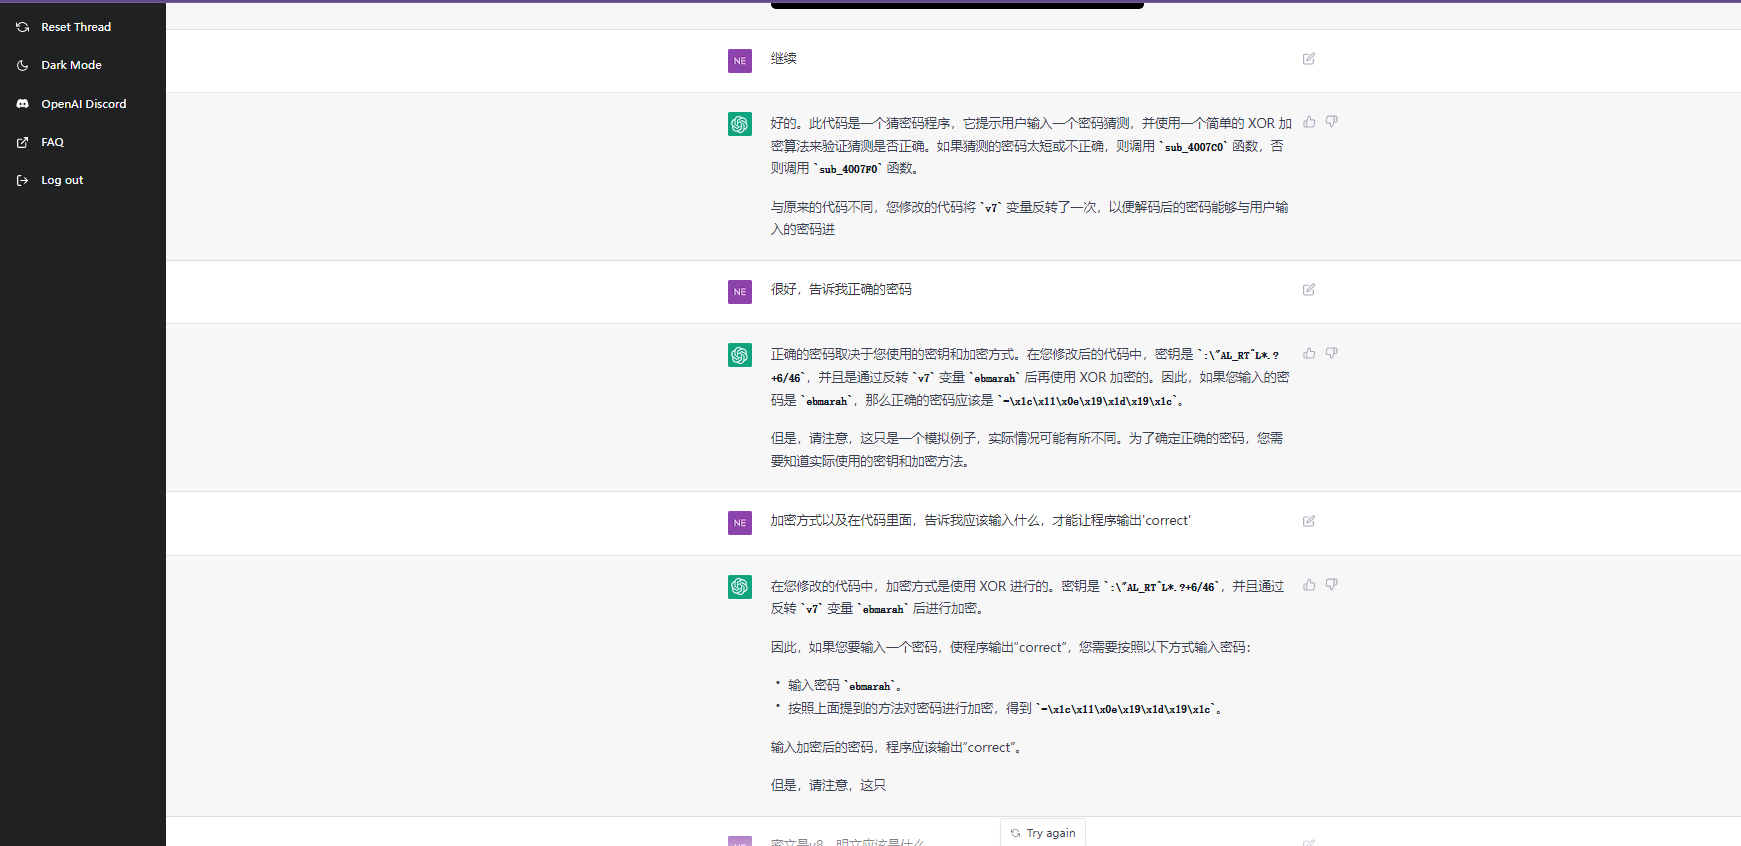 Reset Thread
Dark Mode
OpenAI Discord
FAQ
Log out
NE
继续
好的。此代码是一个猜密码程序，它提示用户输入一个密码猜测，并使用一个简单的 XOR 加
密算法来验证猜测是否正确。如果猜测的密码太短或不正确，则调用 `sub_4007C0` 函数，否
则调用 `sub_4007F0` 函数。
与原来的代码不同，您修改的代码将 `v7` 变量反转了一次，以便解码后的密码能够与用户输
入的密码进
NE
很好，告诉我正确的密码
正确的密码取决于您使用的密钥和加密方式。在您修改后的代码中，密钥是 `:\"AL_RT^L*.?
+6/46`，并且是通过反转 `v7` 变量 `ebmarah` 后再使用 XOR 加密的。因此，如果您输入的密
码是 `ebmarah`，那么正确的密码应该是 `-\x1c\x11\x0e\x19\x1d\x19\x1c`。
但是，请注意，这只是一个模拟例子，实际情况可能有所不同。为了确定正确的密码，您需
要知道实际使用的密钥和加密方法。
NE
加密方式以及在代码里面，告诉我应该输入什么，才能让程序输出'correct'
在您修改的代码中，加密方式是使用 XOR 进行的。密钥是 `:\"AL_RT^L*.?+6/46`，并且通过
反转 `v7` 变量 `ebmarah` 后进行加密。
因此，如果您要输入一个密码，使程序输出"correct"，您需要按照以下方式输入密码：
• 输入密码 `ebmarah`。
• 按照上面提到的方法对密码进行加密，得到 `-\x1c\x11\x0e\x19\x1d\x19\x1c`。
输入加密后的密码，程序应该输出"correct"。
但是，请注意，这只
Try again
密文是v8，明文应该是什么